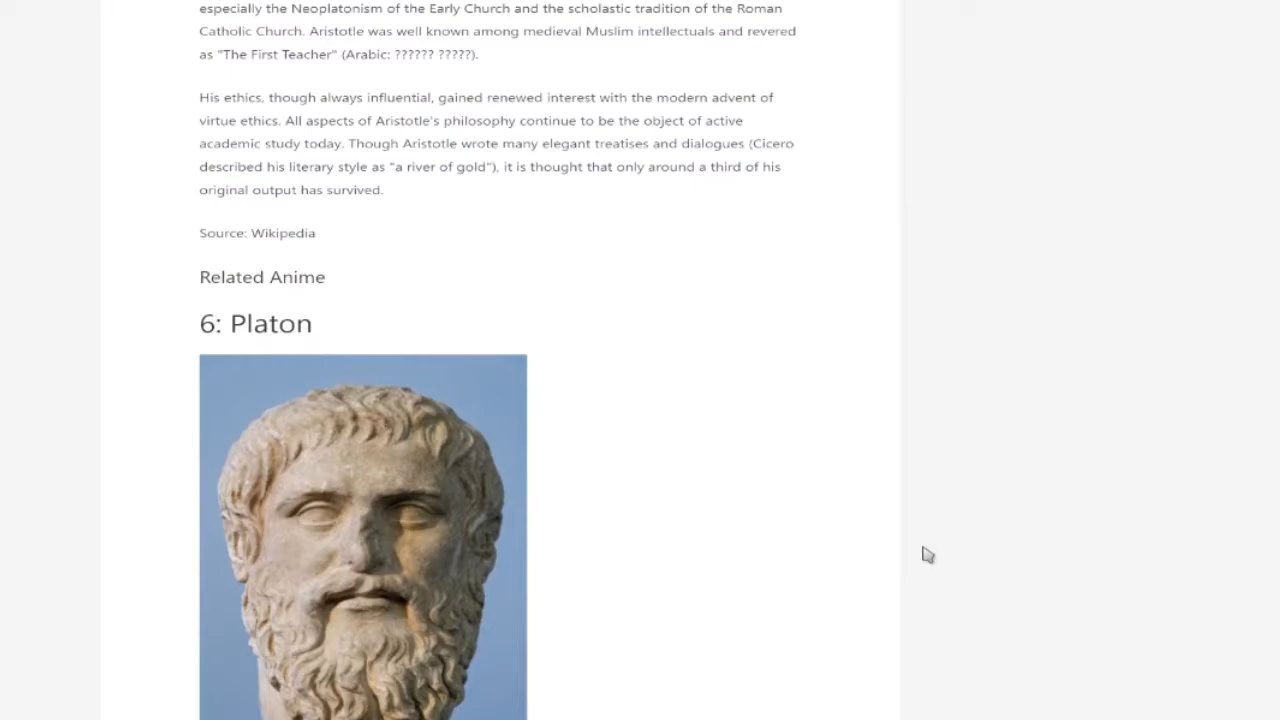 especially the Neoplatonism of the Early Church and the scholastic tradition of the Roman
Catholic Church. Aristotle was well known among medieval Muslim intellectuals and revered
as "The First Teacher" (Arabic: ?????? ?????).
His ethics, though always influential, gained renewed interest with the modern advent of
virtue ethics. All aspects of Aristotle's philosophy continue to be the object of active
academic study today. Though Aristotle wrote many elegant treatises and dialogues (Cicero
described his literary style as "a river of gold"), it is thought that only around a third of his
original output has survived.
Source: Wikipedia
Related Anime
6: Platon